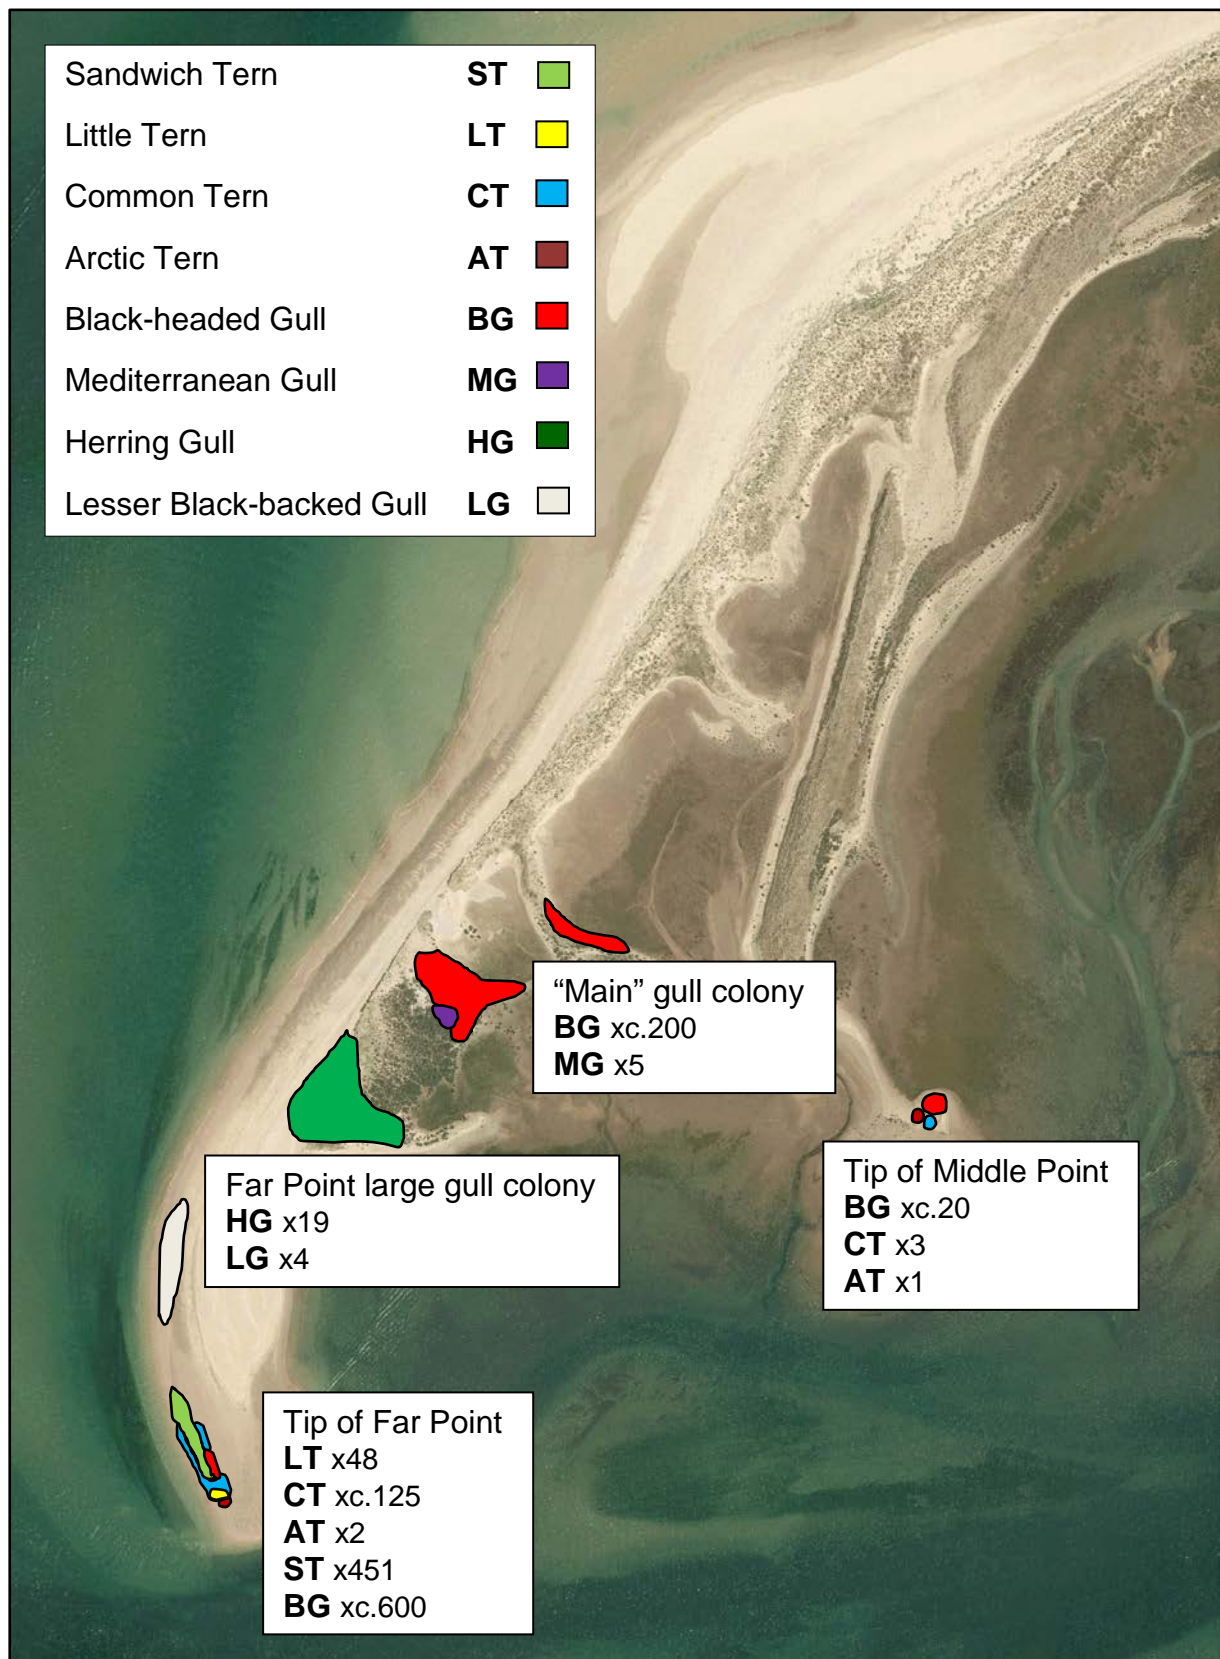 Sandwich Tern ST
Little Tern LT
Common Tern CT
Arctic Tern AT
Black-headed Gull BG
Mediterranean Gull MG
Herring Gull HG
Lesser Black-backed Gull LG
“Main” gull colony
BG xc.200
MG x5
Far Point large gull colony
HG x19
LG x4
Tip of Middle Point
BG xc.20
CT x3
AT x1
Tip of Far Point
LT x48
CT xc.125
AT x2
ST x451
BG xc.600